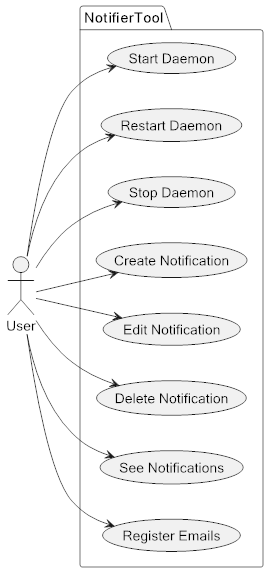 NotifierTool
Start Daemon
Restart Daemon
Stop Daemon
Create Notification
User
Edit Notification
Delete Notification
See Notifications
Register Emails